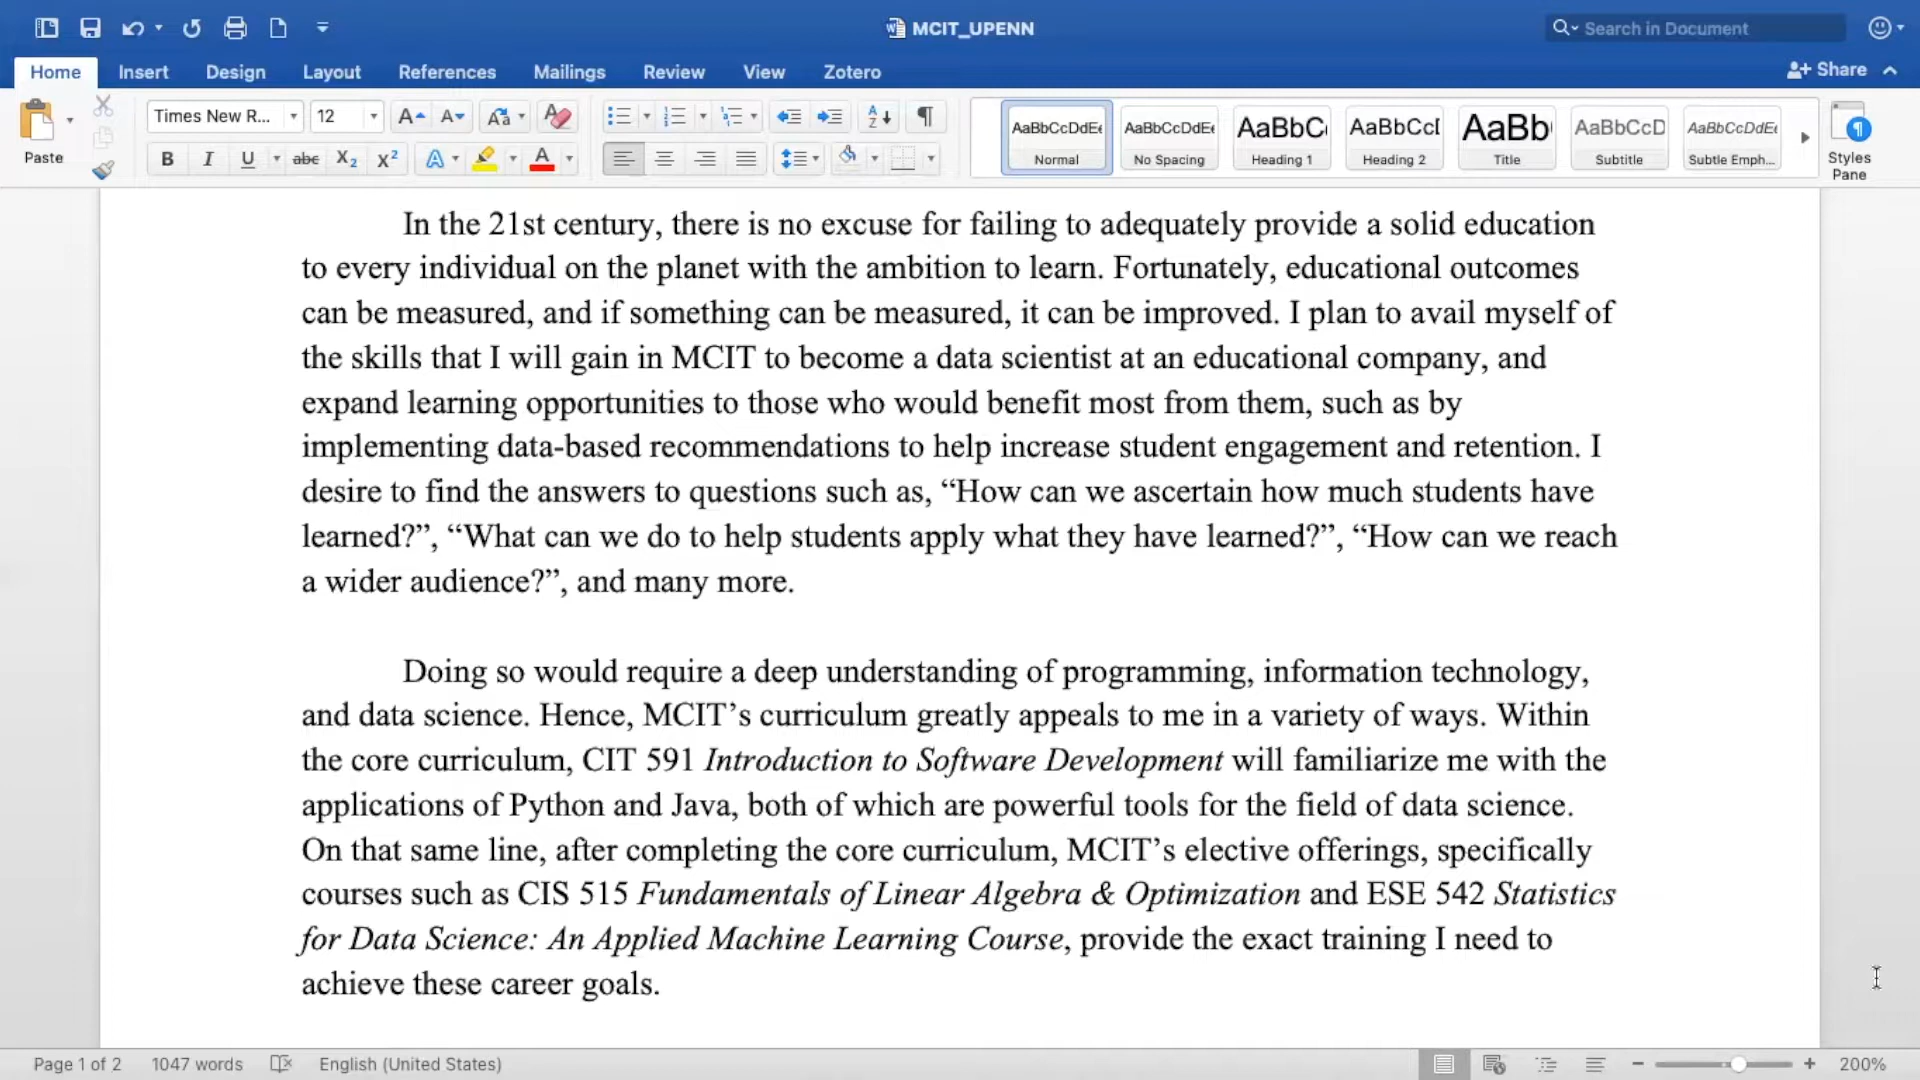 MCIT_UPENN
Search in Document
Home Insert Design Layout References Mailings Review View Zotero
Share
Paste
Times New R... 12
AaBbCcDdEe AaBbCcDdEe AaBbC AaBbCcD AaBb AaBbCcD AaBbCcDdEe
Normal No Spacing Heading 1 Heading 2 Title Subtitle Subtle Emph...
Styles
Pane
B I U abc X2 X2 A A
In the 21st century, there is no excuse for failing to adequately provide a solid education
to every individual on the planet with the ambition to learn. Fortunately, educational outcomes
can be measured, and if something can be measured, it can be improved. I plan to avail myself of
the skills that I will gain in MCIT to become a data scientist at an educational company, and
expand learning opportunities to those who would benefit most from them, such as by
implementing data-based recommendations to help increase student engagement and retention. I
desire to find the answers to questions such as, “How can we ascertain how much students have
learned?”, “What can we do to help students apply what they have learned?”, “How can we reach
a wider audience?”, and many more.
Doing so would require a deep understanding of programming, information technology,
and data science. Hence, MCIT’s curriculum greatly appeals to me in a variety of ways. Within
the core curriculum, CIT 591 Introduction to Software Development will familiarize me with the
applications of Python and Java, both of which are powerful tools for the field of data science.
On that same line, after completing the core curriculum, MCIT’s elective offerings, specifically
courses such as CIS 515 Fundamentals of Linear Algebra & Optimization and ESE 542 Statistics
for Data Science: An Applied Machine Learning Course, provide the exact training I need to
achieve these career goals.
Page 1 of 2 1047 words English (United States) 200%